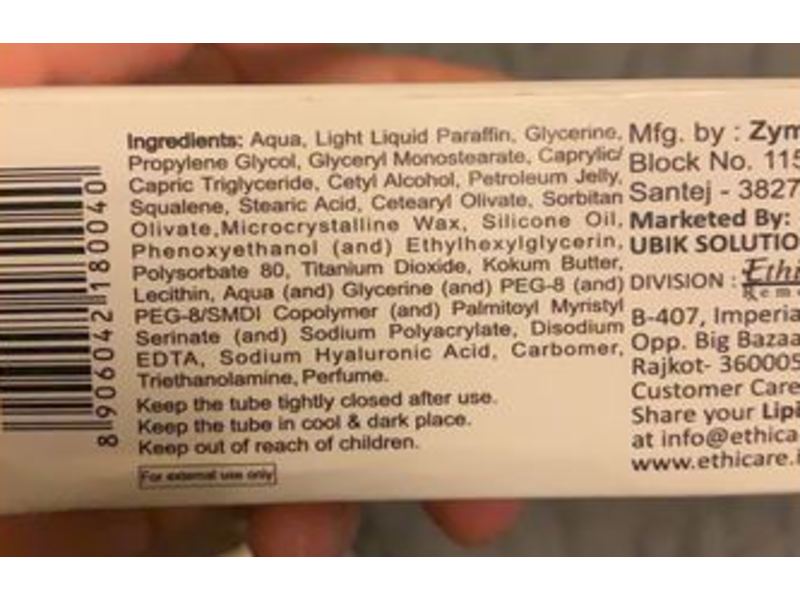 Ingredients: Aqua, Light Liquid Paraffin, Glycerine,
Propylene Glycol, Glyceryl Monostearate, Caprylic/
Capric Triglyceride, Cetyl Alcohol, Petroleum Jelly,
Squalene, Stearic Acid, Cetearyl Olivate, Sorbitan
Olivate,Microcrystalline Wax, Silicone Oil,
Phenoxyethanol (and) Ethylhexylglycerin,
Polysorbate 80, Titanium Dioxide, Kokum Butter,
Lecithin, Aqua (and) Glycerine (and) PEG-8 (and)
PEG-8/SMDI Copolymer (and) Palmitoyl Myristyl
Serinate (and) Sodium Polyacrylate, Disodium
EDTA, Sodium Hyaluronic Acid, Carbomer,
Triethanolamine, Perfume.
Keep the tube tightly closed after use.
Keep the tube in cool & dark place.
Keep out of reach of children.
For external use only
Mfg. by : Zym
Block No. 115
Santej - 3827
Marketed By:
UBIK SOLUTIO
DIVISION : Ethi
Reme
B-407, Imperia
Opp. Big Bazaa
Rajkot- 360005
Customer Care
Share your Lipi
at info@ethica
www.ethicare.i
8 906042 180040